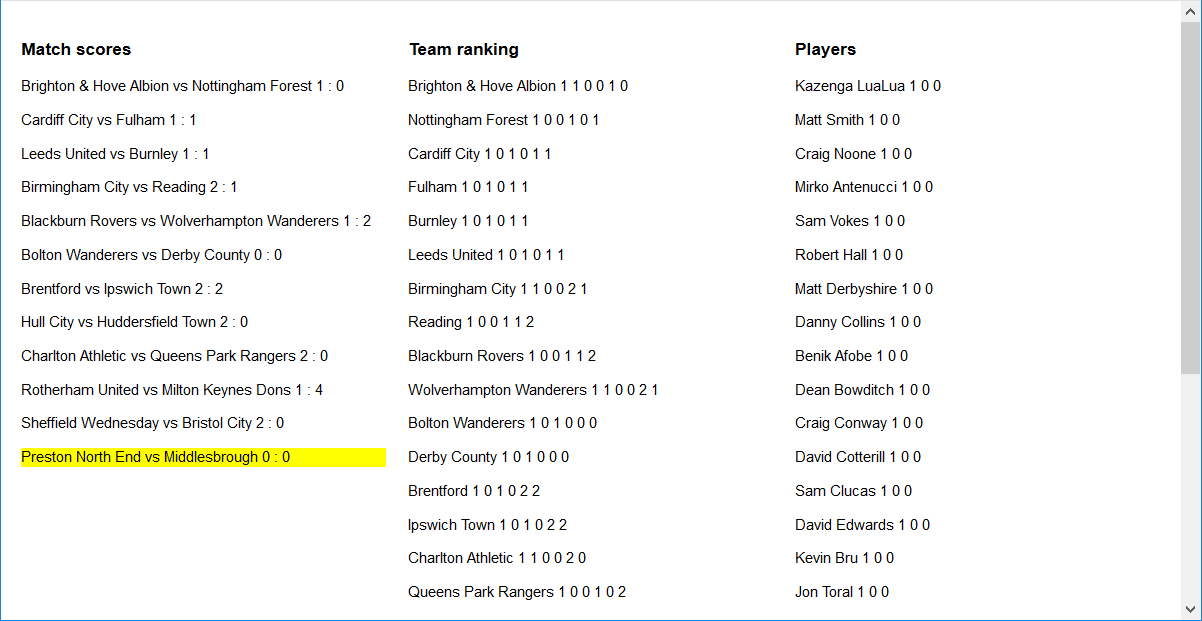 Match scores
Brighton & Hove Albion vs Nottingham Forest 1 : 0
Cardiff City vs Fulham 1 : 1
Leeds United vs Burnley 1 : 1
Birmingham City vs Reading 2 : 1
Blackburn Rovers vs Wolverhampton Wanderers 1 : 2
Bolton Wanderers vs Derby County 0 : 0
Brentford vs Ipswich Town 2 : 2
Hull City vs Huddersfield Town 2 : 0
Charlton Athletic vs Queens Park Rangers 2 : 0
Rotherham United vs Milton Keynes Dons 1 : 4
Sheffield Wednesday vs Bristol City 2 : 0
Preston North End vs Middlesbrough 0 : 0
Team ranking
Brighton & Hove Albion 1 1 0 0 1 0
Nottingham Forest 1 0 0 1 0 1
Cardiff City 1 0 1 0 1 1
Fulham 1 0 1 0 1 1
Burnley 1 0 1 0 1 1
Leeds United 1 0 1 0 1 1
Birmingham City 1 1 0 0 2 1
Reading 1 0 0 1 1 2
Blackburn Rovers 1 0 0 1 1 2
Wolverhampton Wanderers 1 1 0 0 2 1
Bolton Wanderers 1 0 1 0 0 0
Derby County 1 0 1 0 0 0
Brentford 1 0 1 0 2 2
Ipswich Town 1 0 1 0 2 2
Charlton Athletic 1 1 0 0 2 0
Queens Park Rangers 1 0 0 1 0 2
Players
Kazenga LuaLua 1 0 0
Matt Smith 1 0 0
Craig Noone 1 0 0
Mirko Antenucci 1 0 0
Sam Vokes 1 0 0
Robert Hall 1 0 0
Matt Derbyshire 1 0 0
Danny Collins 1 0 0
Benik Afobe 1 0 0
Dean Bowditch 1 0 0
Craig Conway 1 0 0
David Cotterill 1 0 0
Sam Clucas 1 0 0
David Edwards 1 0 0
Kevin Bru 1 0 0
Jon Toral 1 0 0